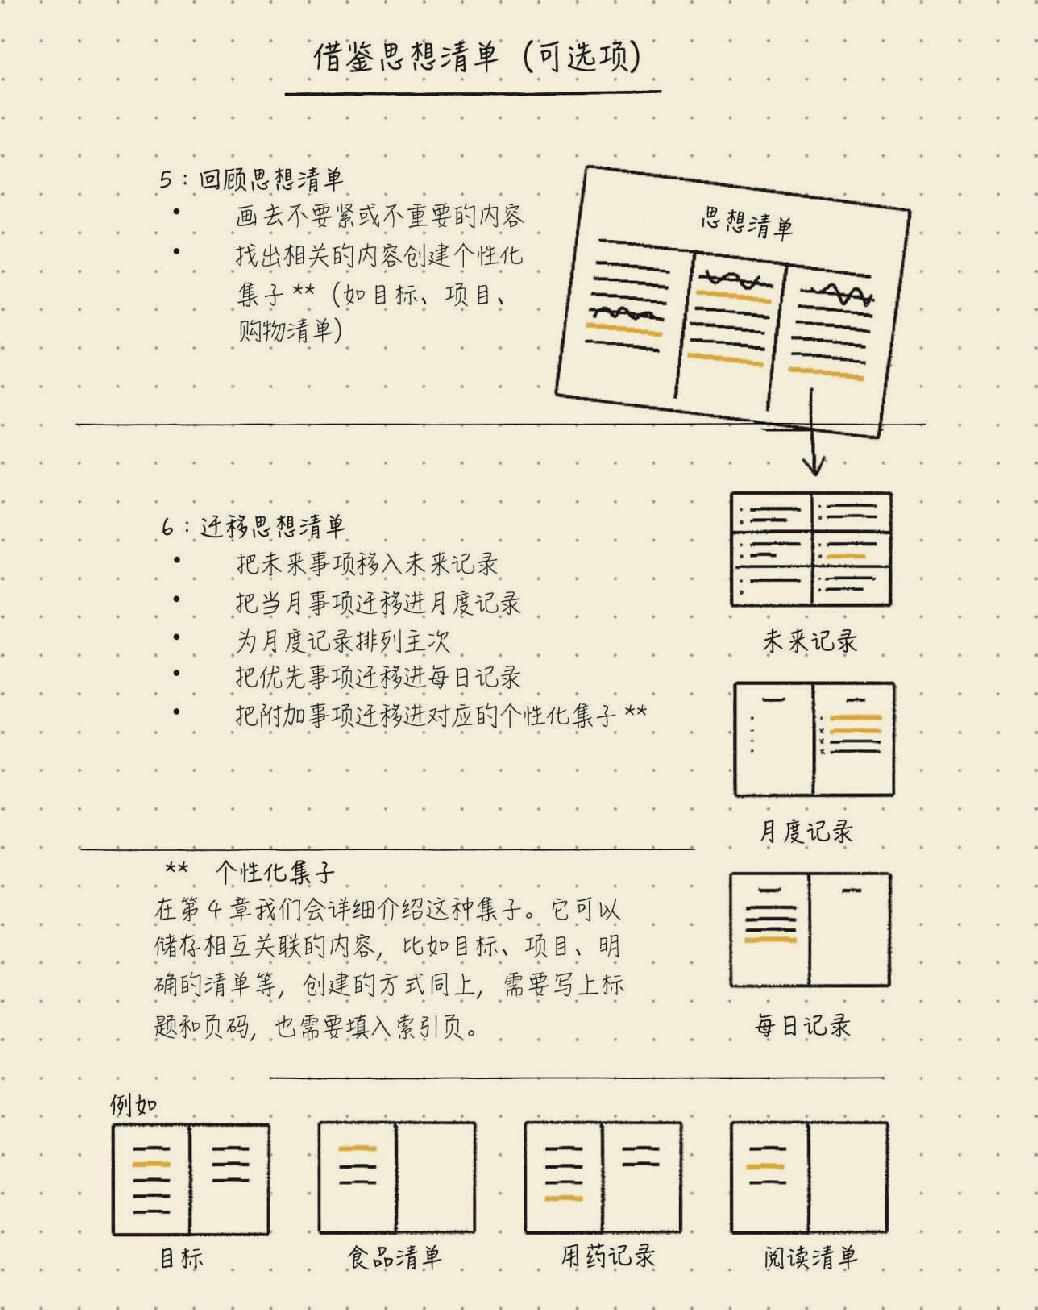 借鉴思想清单（可选项）
5：回顾思想清单
• 画去不要紧或不重要的内容
• 找出相关的内容创建个性化
集子**（如目标、项目、
购物清单）
思想清单
6：迁移思想清单
• 把未来事项移入未来记录
• 把当月事项迁移进月度记录
• 为月度记录排列主次
• 把优先事项迁移进每日记录
• 把附加事项迁移进对应的个性化集子**
未来记录
月度记录
每日记录
** 个性化集子
在第4章我们会详细介绍这种集子。它可以
储存相互关联的内容，比如目标、项目、明
确的清单等，创建的方式同上，需要写上标
题和页码，也需要填入索引页。
例如
目标
食品清单
用药记录
阅读清单